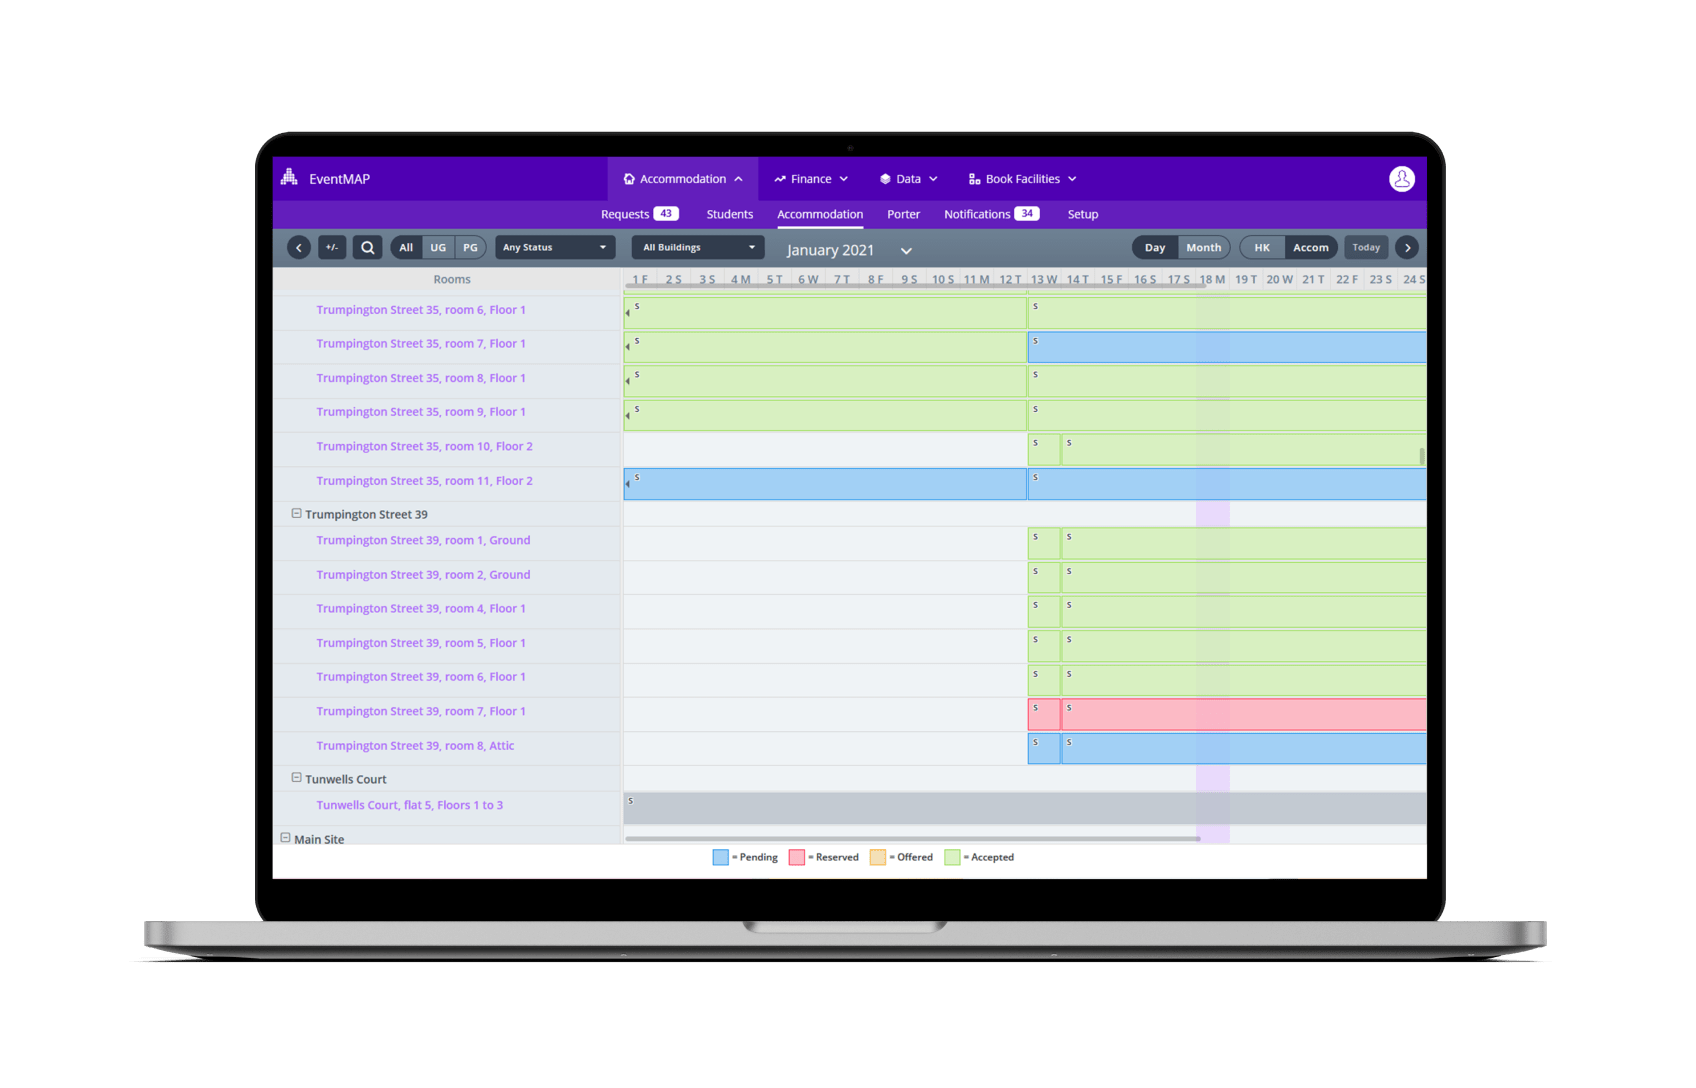 EventMAP Accommodation Finance Data Book Facilities
Requests 43 Students Accommodation Porter Notifications 34 Setup
+/- All UG PG Any Status All Buildings January 2021 Day Month HK Accom Today
Rooms 1 F 2 S 3 S 4 M 5 T 6 W 7 T 8 F 9 S 10 S 11 M 12 T 13 W 14 T 15 F 16 S 17 S 18 M 19 T 20 W 21 T 22 F 23 S 24 S
Trumpington Street 35, room 6, Floor 1 S S
Trumpington Street 35, room 7, Floor 1 S S
Trumpington Street 35, room 8, Floor 1 S S
Trumpington Street 35, room 9, Floor 1 S S
Trumpington Street 35, room 10, Floor 2 S S
Trumpington Street 35, room 11, Floor 2 S S
Trumpington Street 39
Trumpington Street 39, room 1, Ground S S
Trumpington Street 39, room 2, Ground S S
Trumpington Street 39, room 4, Floor 1 S S
Trumpington Street 39, room 5, Floor 1 S S
Trumpington Street 39, room 6, Floor 1 S S
Trumpington Street 39, room 7, Floor 1 S S
Trumpington Street 39, room 8, Attic S S
Tunwells Court
Tunwells Court, flat 5, Floors 1 to 3 S
Main Site
= Pending = Reserved = Offered = Accepted